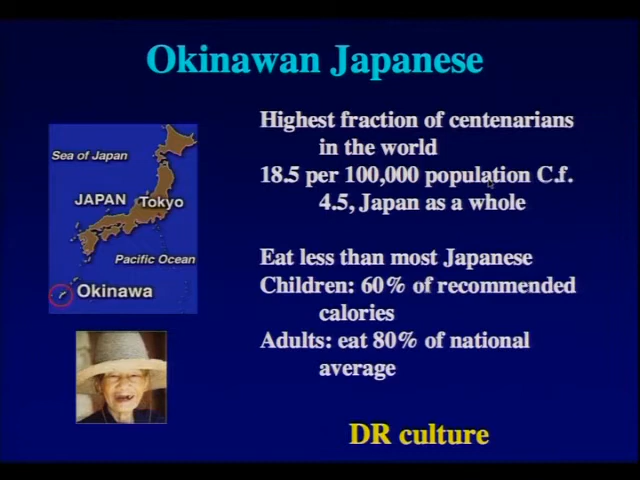 Okinawan Japanese
Highest fraction of centenarians
in the world
18.5 per 100,000 population C.f.
4.5, Japan as a whole
Eat less than most Japanese
Children: 60% of recommended
calories
Adults: eat 80% of national
average
DR culture
Sea of Japan
JAPAN
Tokyo
Pacific Ocean
Okinawa